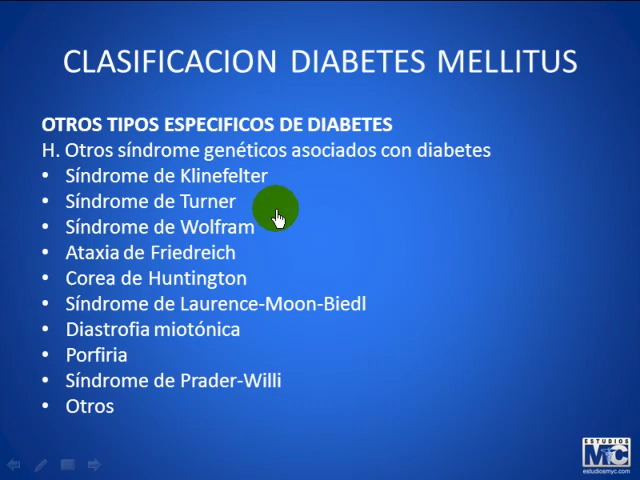 CLASIFICACION DIABETES MELLITUS
OTROS TIPOS ESPECIFICOS DE DIABETES
H. Otros síndrome genéticos asociados con diabetes
• Síndrome de Klinefelter
• Síndrome de Turner
• Síndrome de Wolfram
• Ataxia de Friedreich
• Corea de Huntington
• Síndrome de Laurence-Moon-Biedl
• Diastrofia miotónica
• Porfiria
• Síndrome de Prader-Willi
• Otros
ESTUDIOS
MyC
estudiosmyc.com